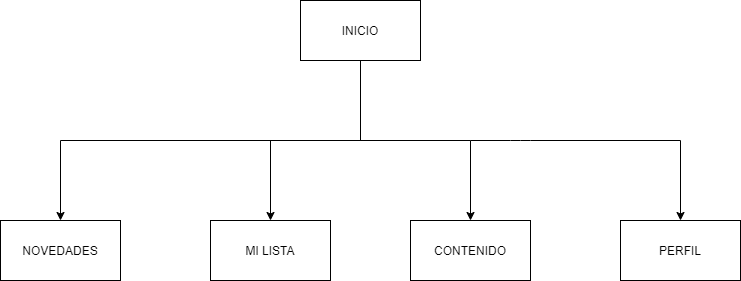 INICIO
NOVEDADES
MI LISTA
CONTENIDO
PERFIL